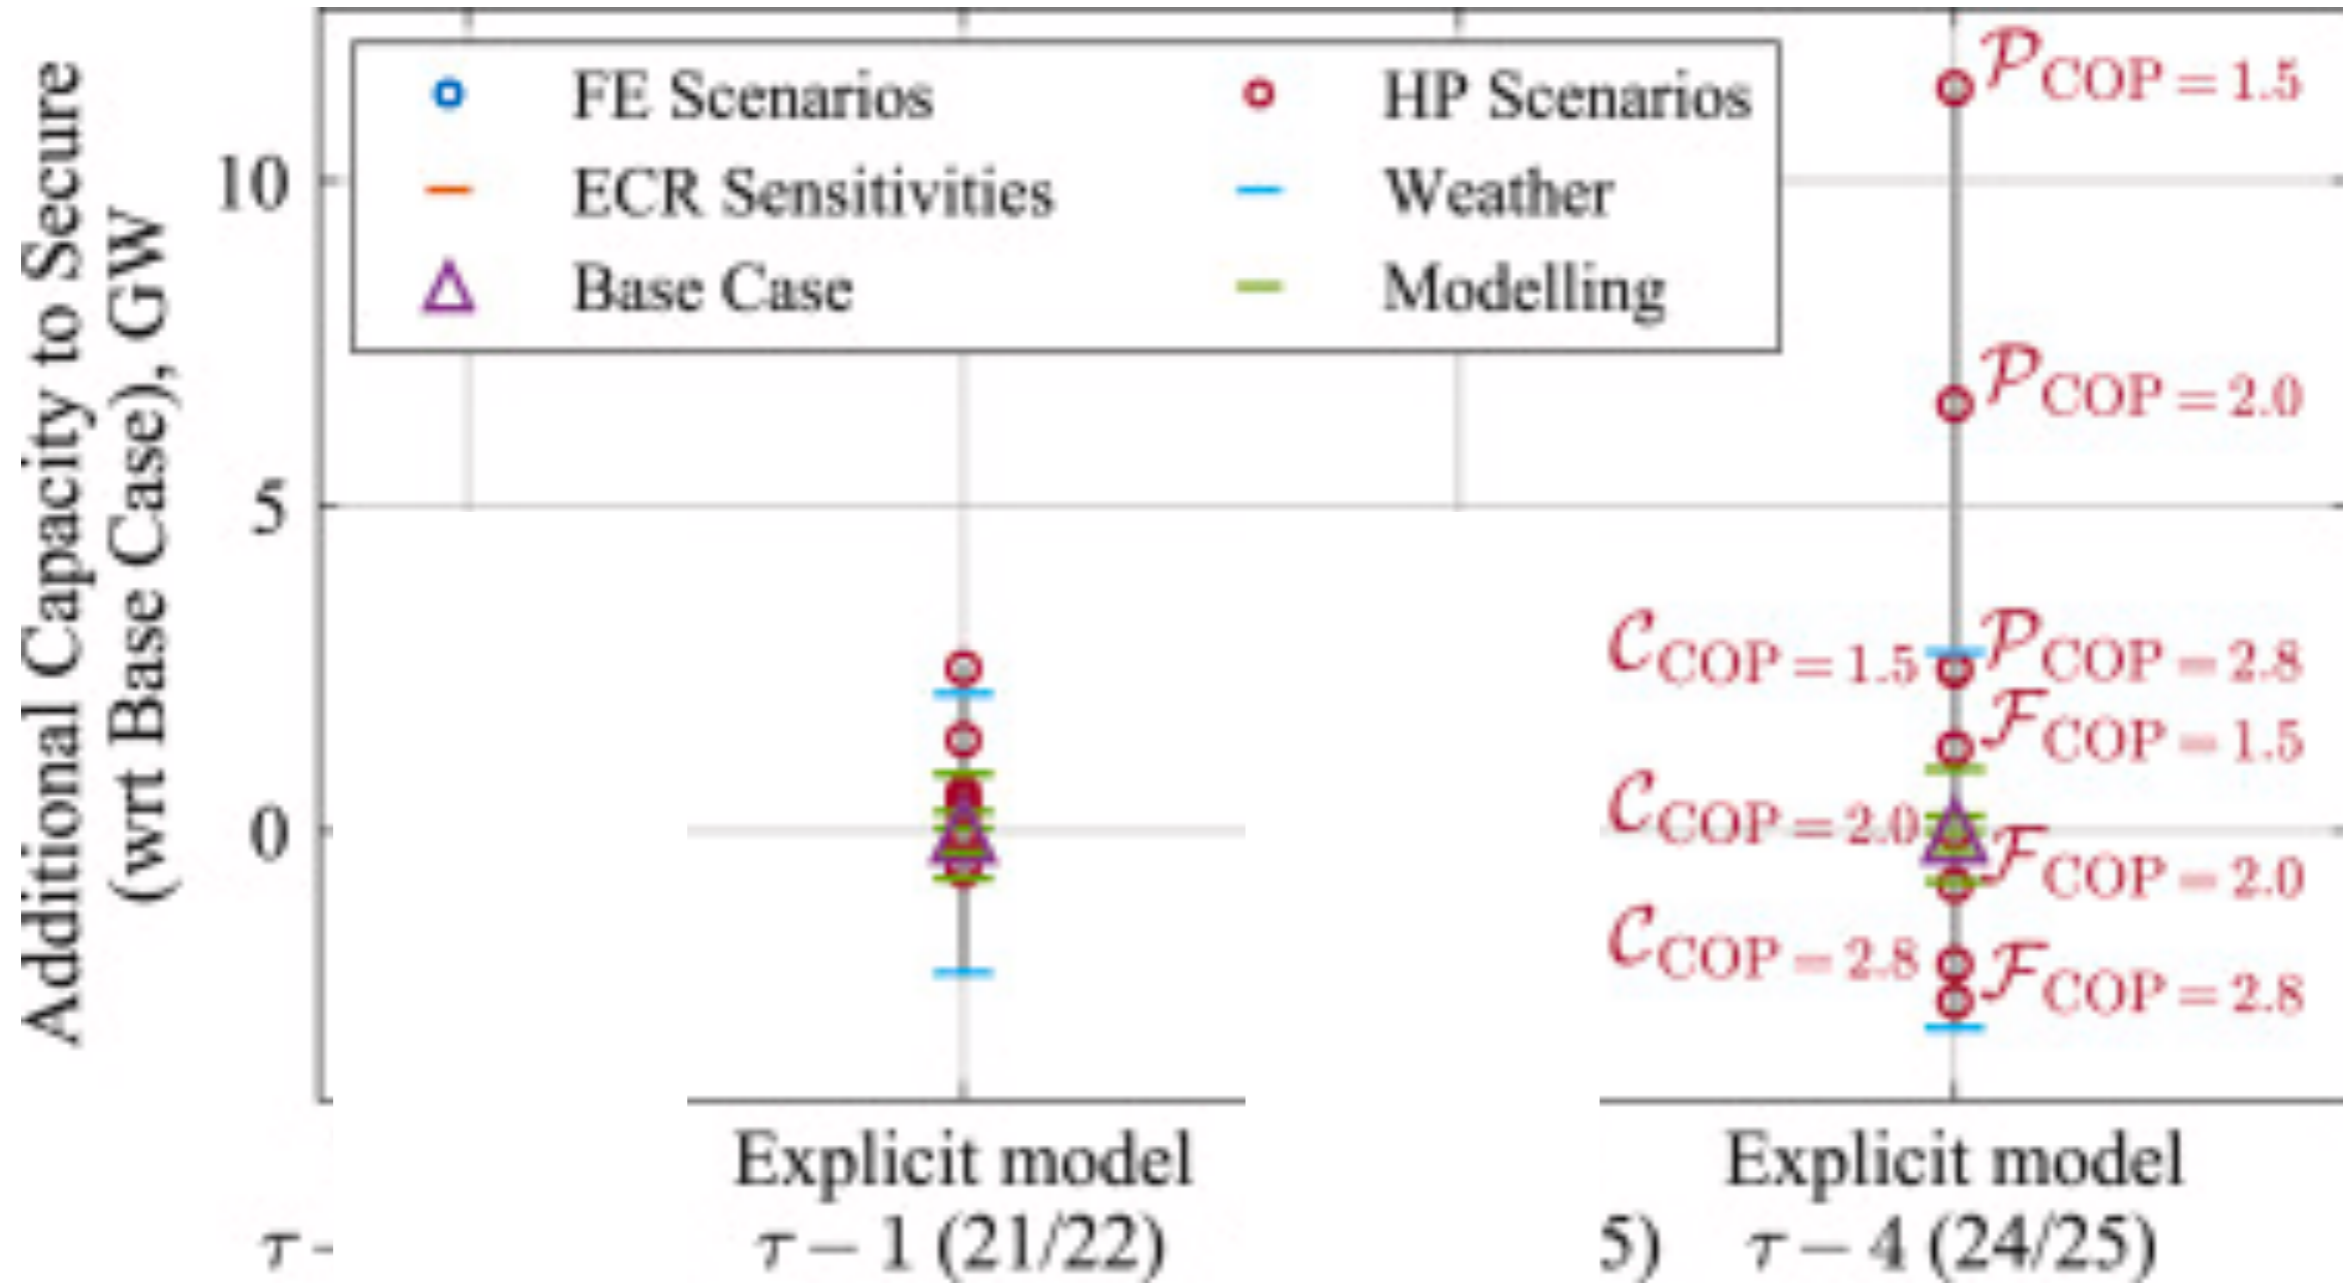 Additional Capacity to Secure
(wrt Base Case), GW
10
5
0
FE Scenarios
HP Scenarios
ECR Sensitivities
Weather
Base Case
Modelling
𝒫COP = 1.5
𝒫COP = 2.0
𝒞COP = 1.5
𝒫COP = 2.8
ℱCOP = 1.5
𝒞COP = 2.0
ℱCOP = 2.0
𝒞COP = 2.8
ℱCOP = 2.8
Explicit model
Explicit model
τ −
τ − 1 (21/22)
5)
τ − 4 (24/25)